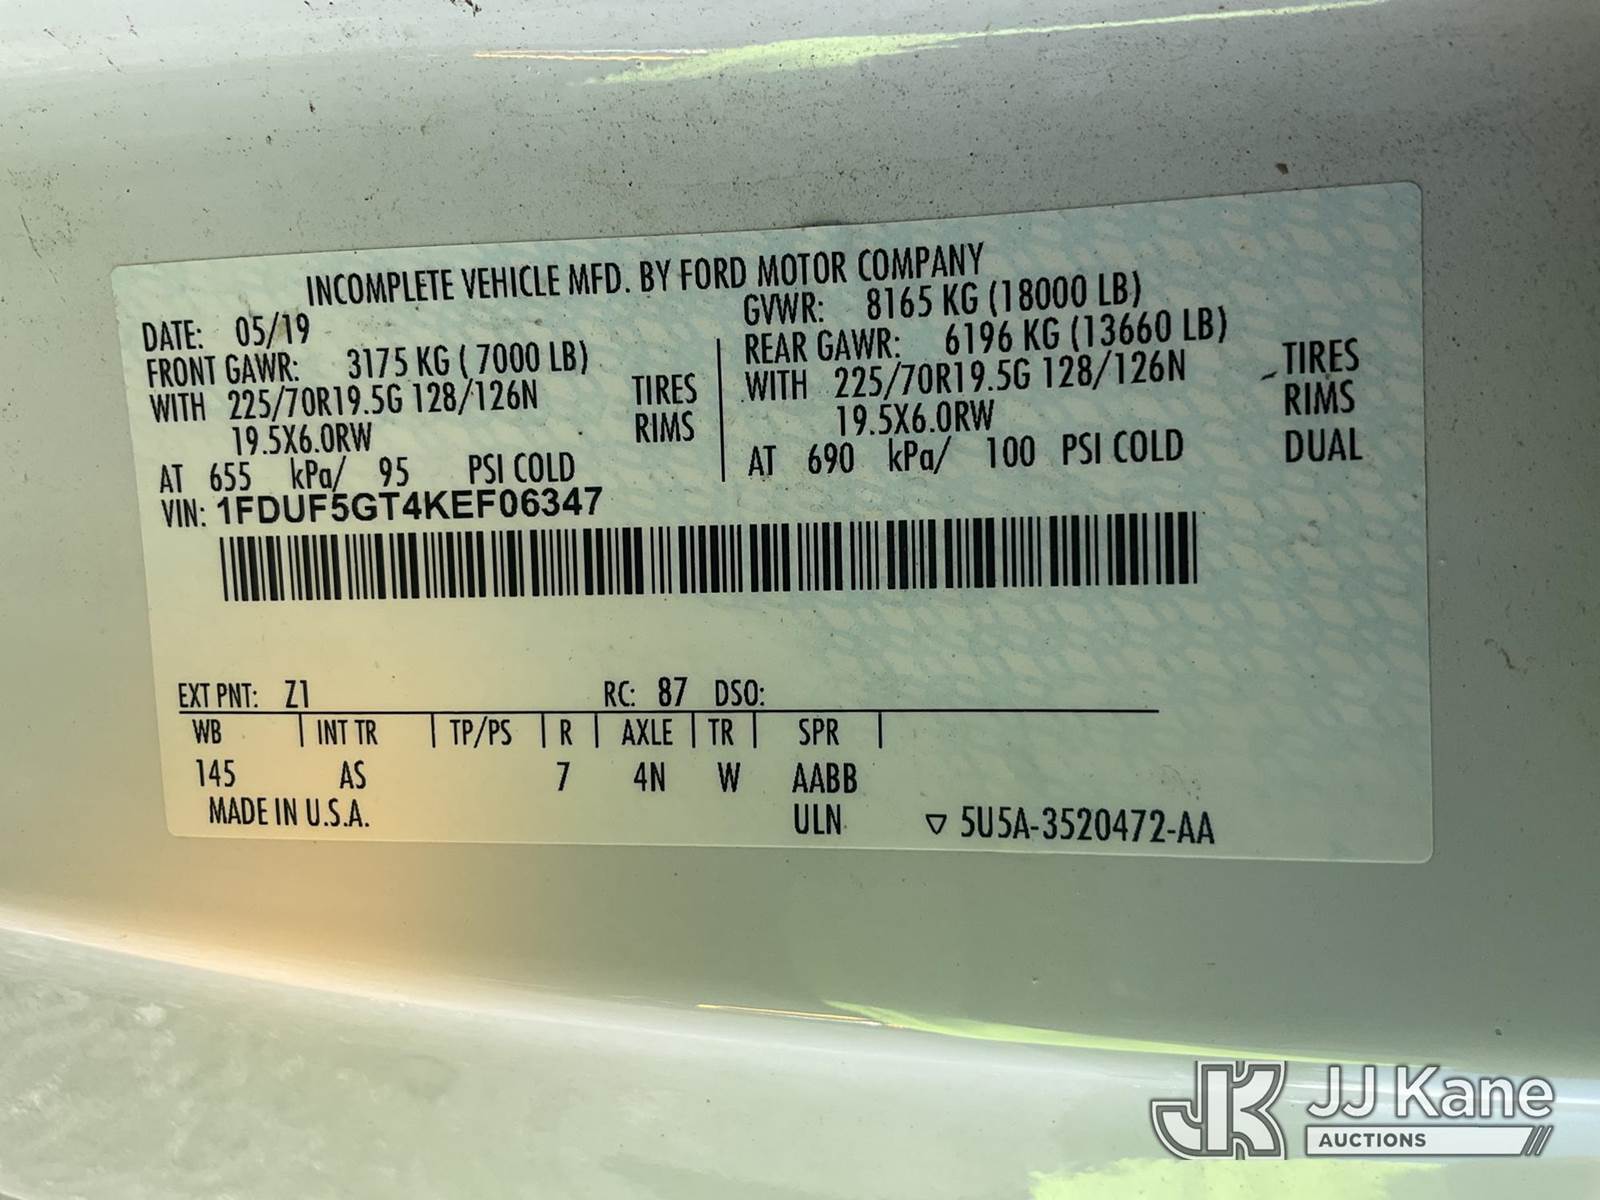 INCOMPLETE VEHICLE MFD. BY FORD MOTOR COMPANY
DATE: 05/19
GVWR: 8165 KG (18000 LB)
FRONT GAWR: 3175 KG ( 7000 LB)
REAR GAWR: 6196 KG (13660 LB)
WITH 225/70R19.5G 128/126N TIRES
WITH 225/70R19.5G 128/126N TIRES
19.5X6.0RW RIMS
19.5X6.0RW RIMS
AT 655 kPa/ 95 PSI COLD
AT 690 kPa/ 100 PSI COLD DUAL
VIN: 1FDUF5GT4KEF06347
EXT PNT: Z1 RC: 87 DSO:
WB INT TR TP/PS R AXLE TR SPR
145 AS 7 4N W AABB
MADE IN U.S.A. ULN 5U5A-3520472-AA
JK JJ Kane
AUCTIONS